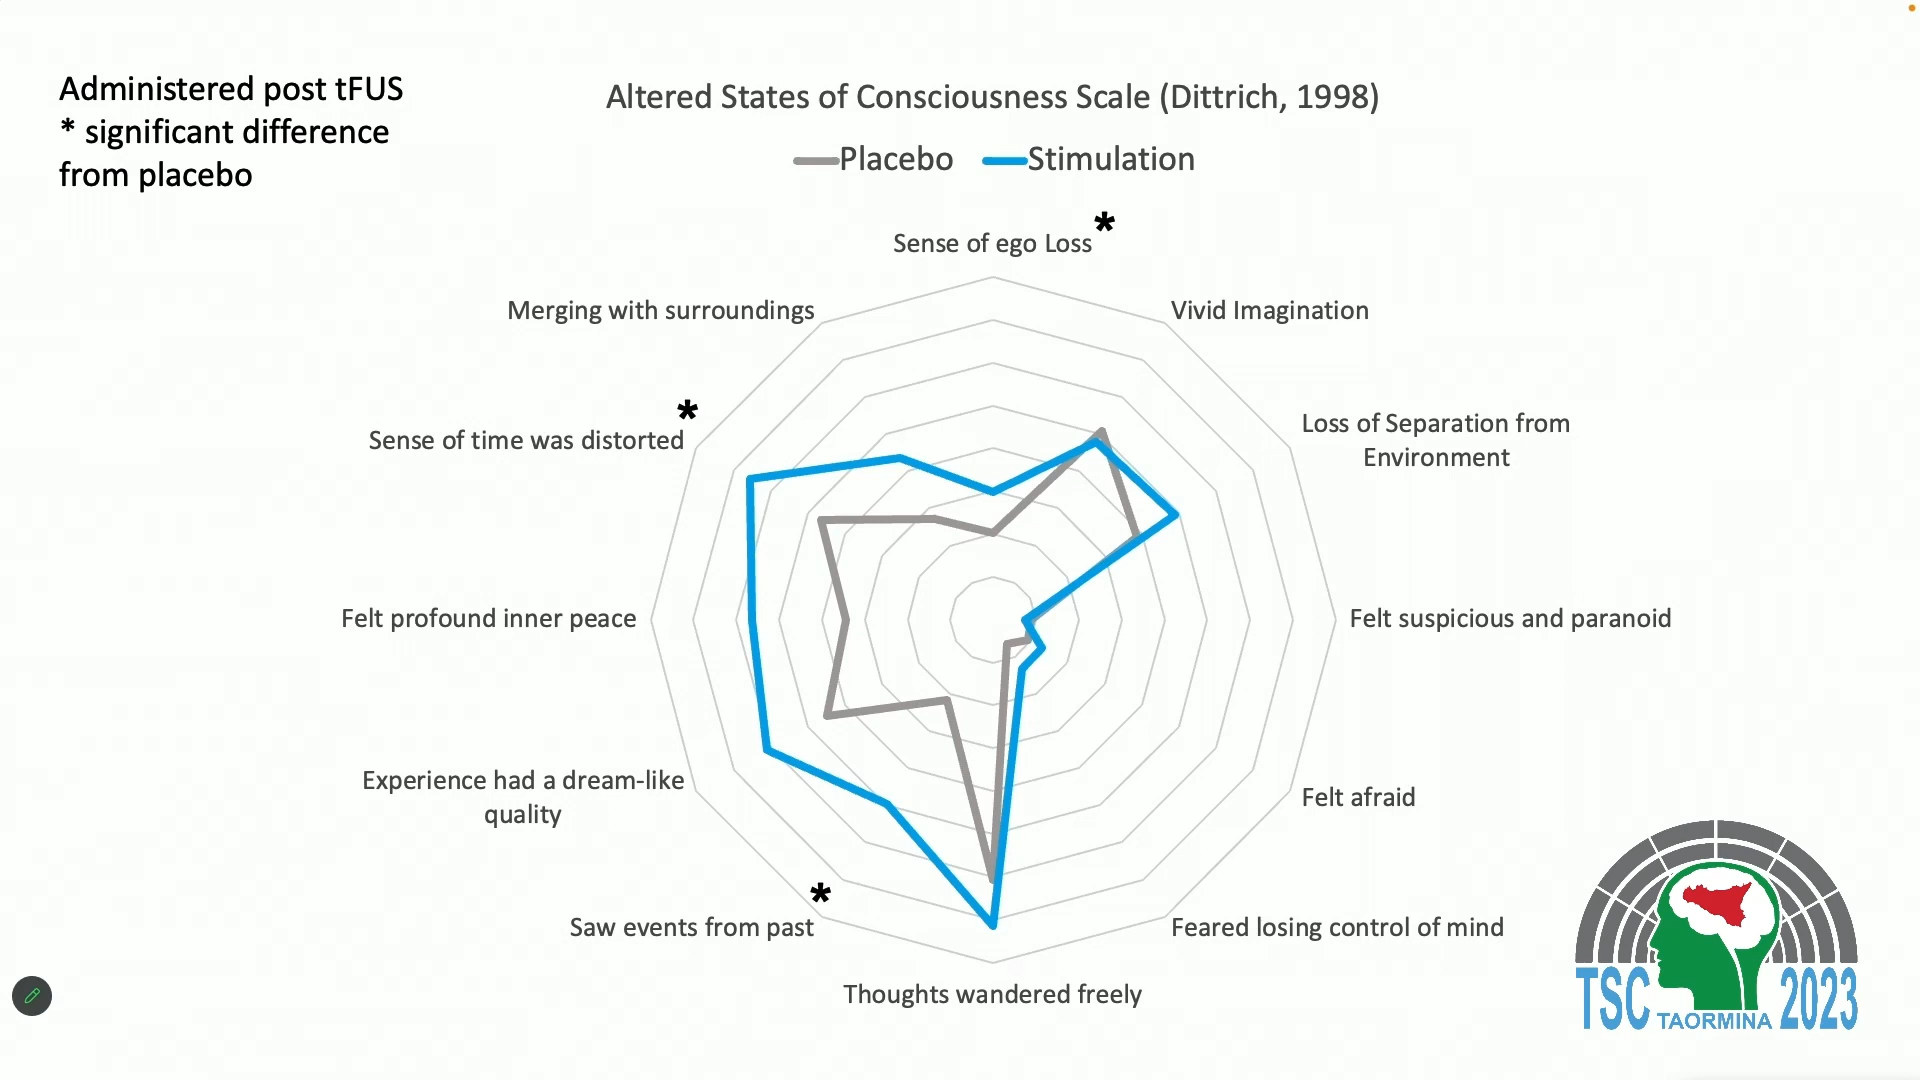 Administered post tFUS
* significant difference
from placebo
Altered States of Consciousness Scale (Dittrich, 1998)
Placebo Stimulation
Sense of ego Loss *
Merging with surroundings
Vivid Imagination
Sense of time was distorted *
Loss of Separation from
Environment
Felt profound inner peace
Felt suspicious and paranoid
Experience had a dream-like
quality
Felt afraid
Saw events from past *
Feared losing control of mind
Thoughts wandered freely
TSC TAORMINA 2023